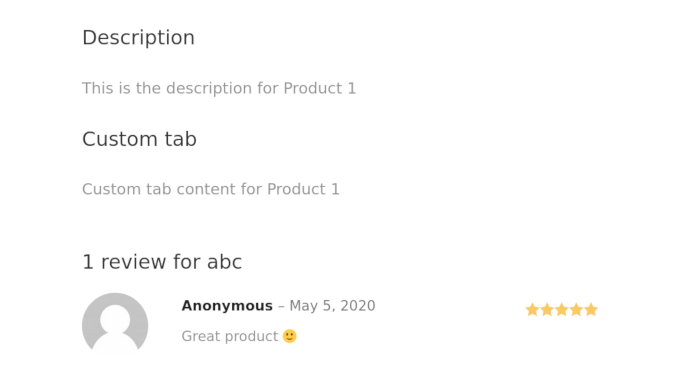 Description
This is the description for Product 1
Custom tab
Custom tab content for Product 1
1 review for abc
Anonymous – May 5, 2020
Great product 🙂